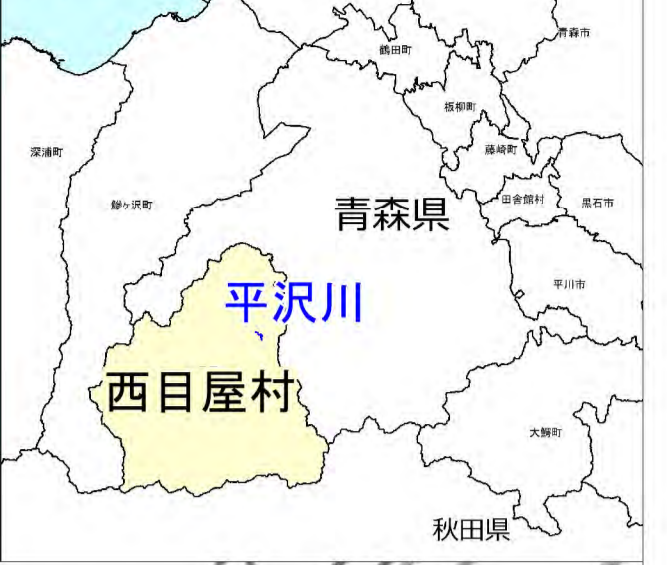 青森市
鶴田町
板柳町
藤崎町
深浦町
鰺ヶ沢町
田舎館村
黒石市
青森県
平川市
平沢川
西目屋村
大鰐町
秋田県